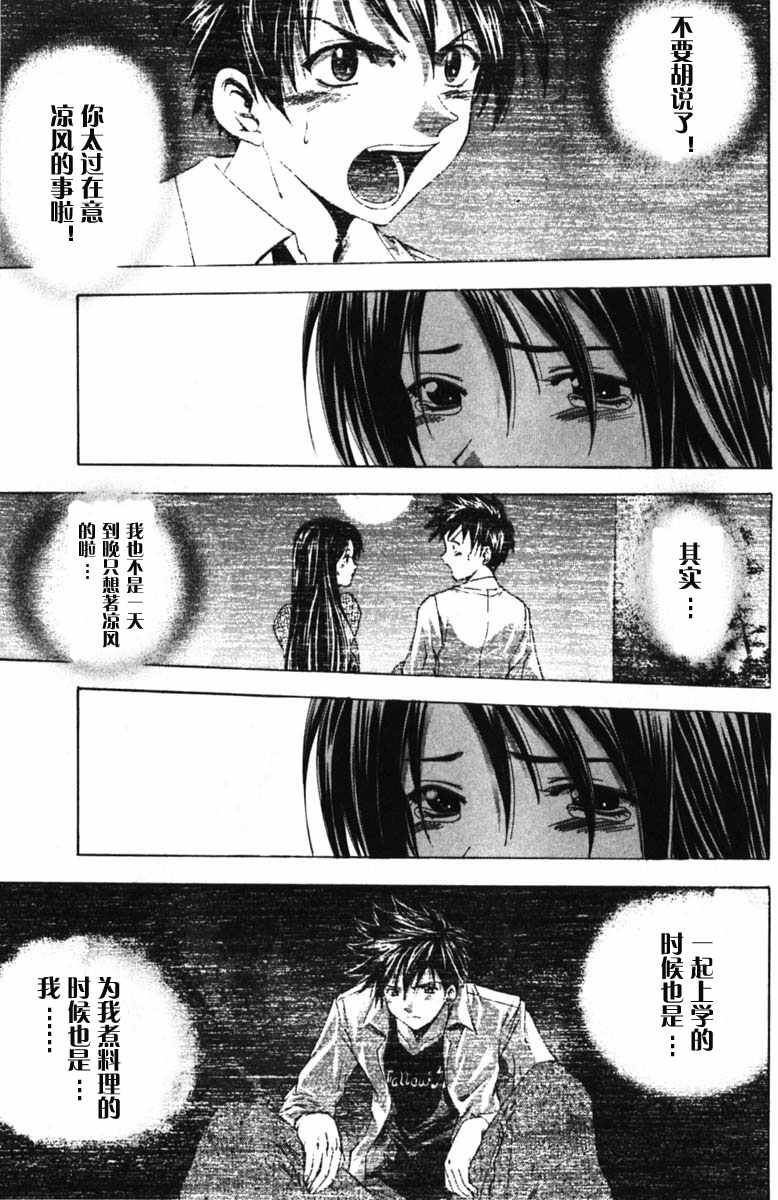 不要胡说了！
你太过在意
凉风的事啦！
其实…
我也不是一天
到晚只想著凉风
的啦…
一起上学的
时候也是…
为我煮料理的
时候也是…
我……
Follow